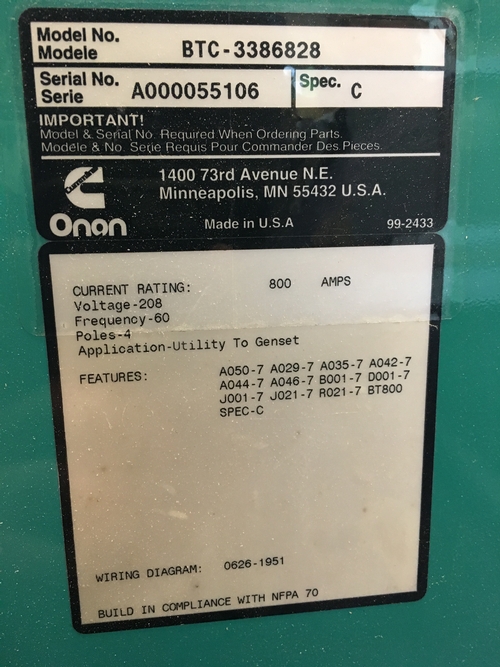 Model No.
Modele
BTC-3386828
Serial No.
Serie
A000055106
Spec.
C
IMPORTANT!
Model & Serial No. Required When Ordering Parts.
Modéle & No. Serie Requis Pour Commander Des Pieces.
Cummins
Onan
1400 73rd Avenue N.E.
Minneapolis, MN 55432 U.S.A.
Made in U.S.A
99-2433
CURRENT RATING: 800 AMPS
Voltage-208
Frequency-60
Poles-4
Application-Utility To Genset
FEATURES: A050-7 A029-7 A035-7 A042-7
A044-7 A046-7 B001-7 D001-7
J001-7 J021-7 R021-7 BT800
SPEC-C
WIRING DIAGRAM: 0626-1951
BUILD IN COMPLIANCE WITH NFPA 70